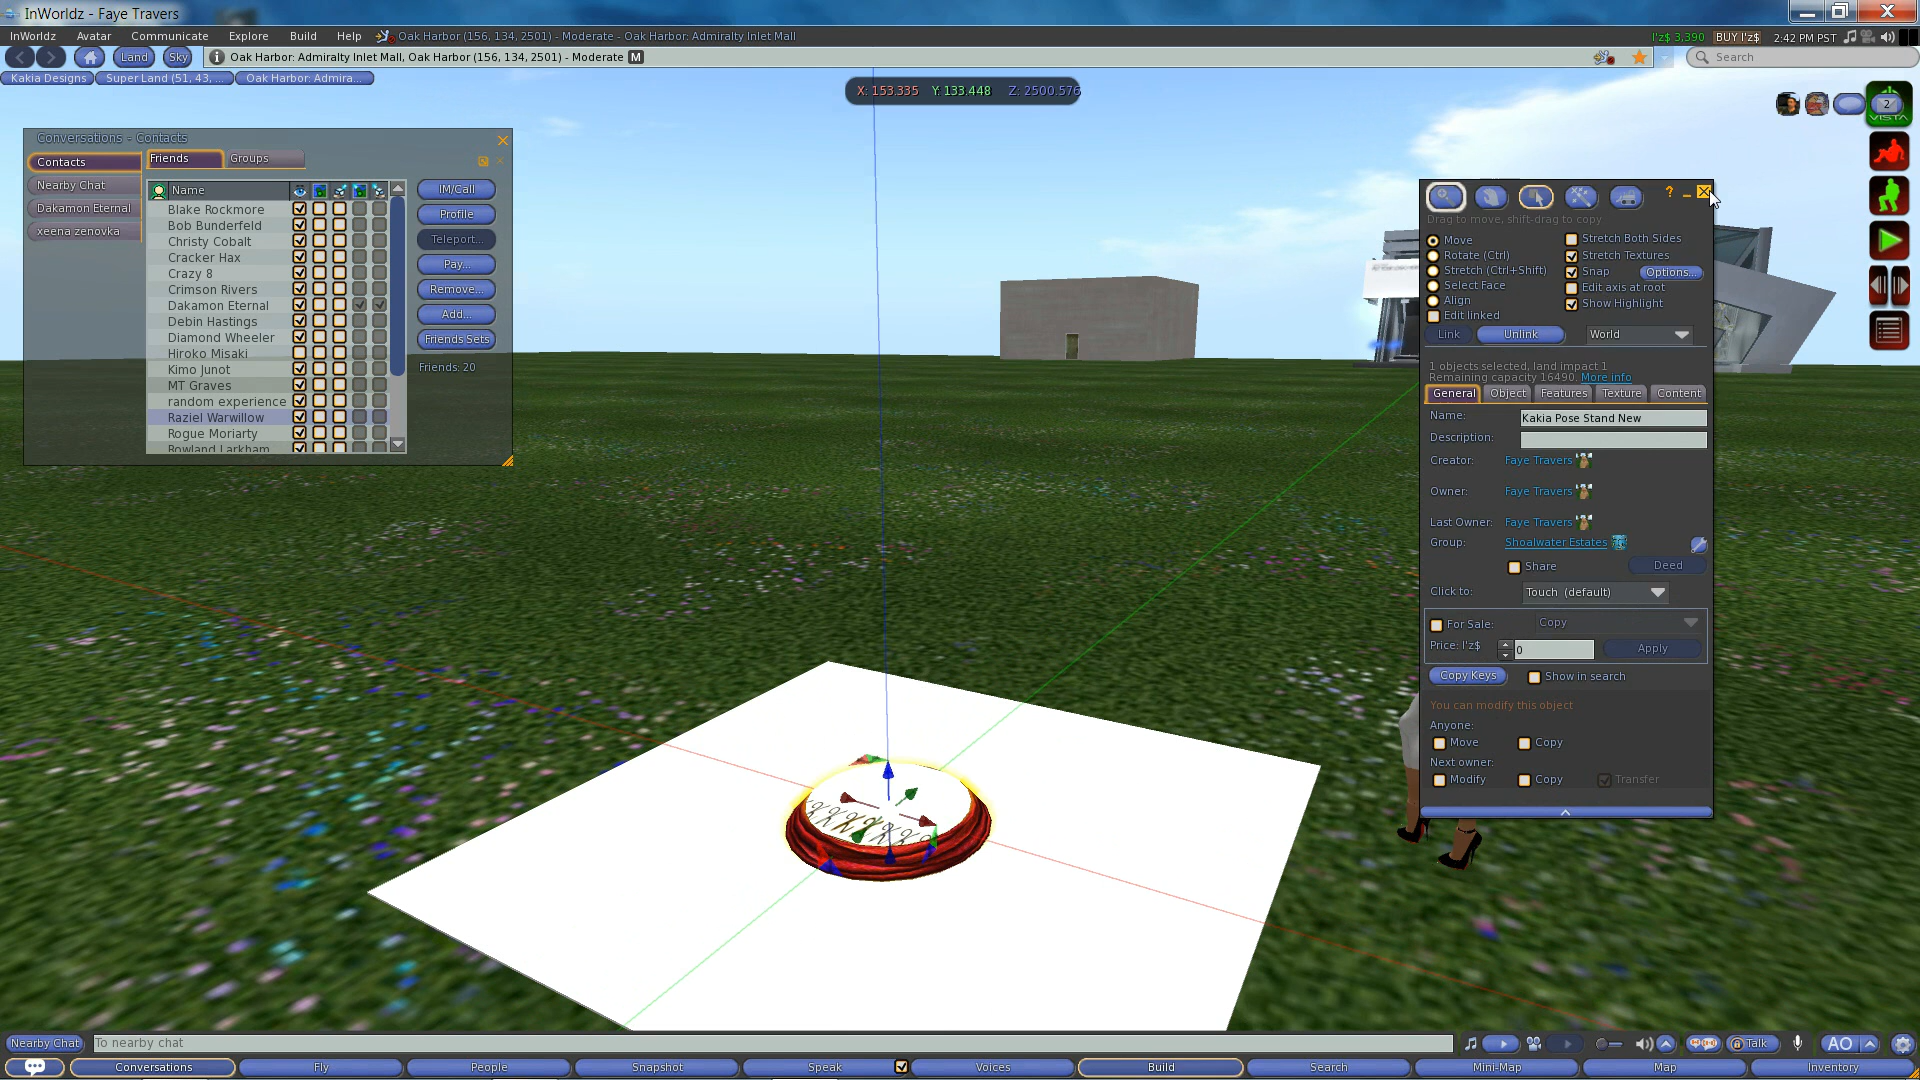 InWorldz - Faye Travers
InWorldz Avatar Communicate Explore Build Help Oak Harbor (156, 134, 2501) - Moderate - Oak Harbor: Admiralty Inlet Mall
I'z$ 3,390 BUY I'z$ 2:42 PM PST
Land Sky Oak Harbor: Admiralty Inlet Mall, Oak Harbor (156, 134, 2501) - Moderate M
Search
Kakia Designs Super Land (51, 43, ... Oak Harbor: Admira...
X: 153.335 Y: 133.448 Z: 2500.576
2
VISTA
Conversations - Contacts
Contacts
Nearby Chat
Dakamon Eternal
xeena zenovka
Friends Groups
Name
Blake Rockmore
Bob Bunderfeld
Christy Cobalt
Cracker Hax
Crazy 8
Crimson Rivers
Dakamon Eternal
Debin Hastings
Diamond Wheeler
Hiroko Misaki
Kimo Junot
MT Graves
random experience
Raziel Warwillow
Rogue Moriarty
Rowland Larkham
IM/Call
Profile
Teleport...
Pay...
Remove...
Add...
Friends Sets
Friends: 20
?
Drag to move, shift-drag to copy
Move
Rotate (Ctrl)
Stretch (Ctrl+Shift)
Select Face
Align
Edit linked
Stretch Both Sides
Stretch Textures
Snap Options...
Edit axis at root
Show Highlight
Link Unlink World
1 objects selected, land impact 1
Remaining capacity 16490. More info
General Object Features Texture Content
Name: Kakia Pose Stand New
Description:
Creator: Faye Travers
Owner: Faye Travers
Last Owner: Faye Travers
Group: Shoalwater Estates
Share Deed
Click to: Touch (default)
For Sale: Copy
Price: I'z$ 0 Apply
Copy Keys Show in search
You can modify this object
Anyone:
Move Copy
Next owner:
Modify Copy Transfer
Nearby Chat To nearby chat
Talk AO
Conversations Fly People Snapshot Speak Voices Build Search Mini-Map Map Inventory